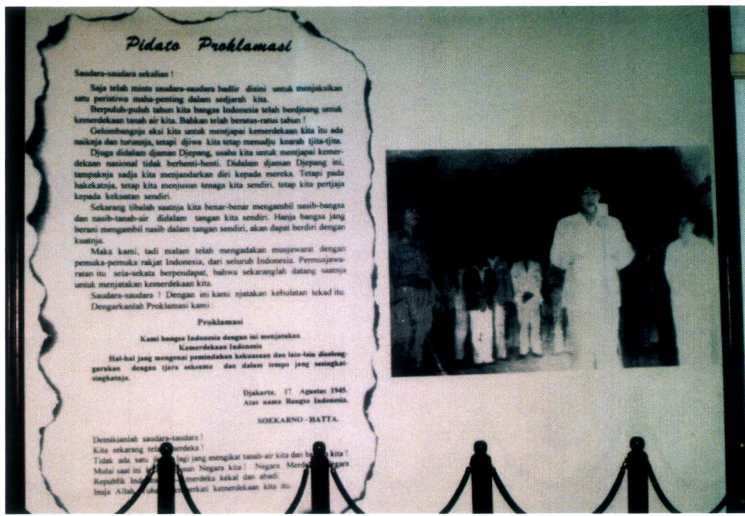 Pidato Proklamasi
Saudara-saudara sekalian !
Saja telah minta saudara-saudara hadlir disini untuk menjaksikan
satu peristiwa maha-penting dalam sedjarah kita.
Berpuluh-puluh tahun kita bangsa Indonesia telah berdjoang untuk
kemerdekaan tanah air kita. Bahkan telah beratus-ratus tahun !
Gelombangnja aksi kita untuk mentjapai kemerdekaan kita itu ada
naiknja dan turunnja, tetapi djiwa kita tetap menudju kearah tjita-tjita.
Djuga didalam djaman Djepang, usaha kita untuk mentjapai kemer-
dekaan nasional tidak berhenti-henti. Didalam djaman Djepang ini,
tampaknja sadja kita menjandarkan diri kepada mereka. Tetapi pada
hakekatnja, tetap kita menjusun tenaga kita sendiri, tetap kita pertjaja
kepada kekuatan sendiri.
Sekarang tibalah saatnja kita benar-benar mengambil nasib-bangsa
dan nasib-tanah-air didalam tangan kita sendiri. Hanja bangsa jang
berani mengambil nasib dalam tangan sendiri, akan dapat berdiri dengan
kuatnja.
Maka kami, tadi malam telah mengadakan musjawarat dengan
pemuka-pemuka rakjat Indonesia, dari seluruh Indonesia. Permusjawa-
ratan itu seia-sekata berpendapat, bahwa sekaranglah datang saatnja
untuk menjatakan kemerdekaan kita.
Saudara-saudara ! Dengan ini kami njatakan kebulatan tekad itu.
Dengarkanlah Proklamasi kami :
Proklamasi
Kami bangsa Indonesia dengan ini menjatakan
Kemerdekaan Indonesia
Hal-hal jang mengenai pemindahan kekuasaan dan lain-lain diseleng-
garakan dengan tjara seksama dan dalam tempo jang sesingkat-
singkatnja.
Djakarta, 17 Agustus 1945.
Atas nama Bangsa Indonesia.
SOEKARNO - HATTA.
Demikianlah saudara-saudara !
Kita sekarang merdeka !
Tidak ada satu lagi jang mengikat tanah-air kita dan kita !
Mulai saat ini Negara kita ! Negara
Republik merdeka kekal dan abadi.
Insja Allah kemerdekaan kita itu.